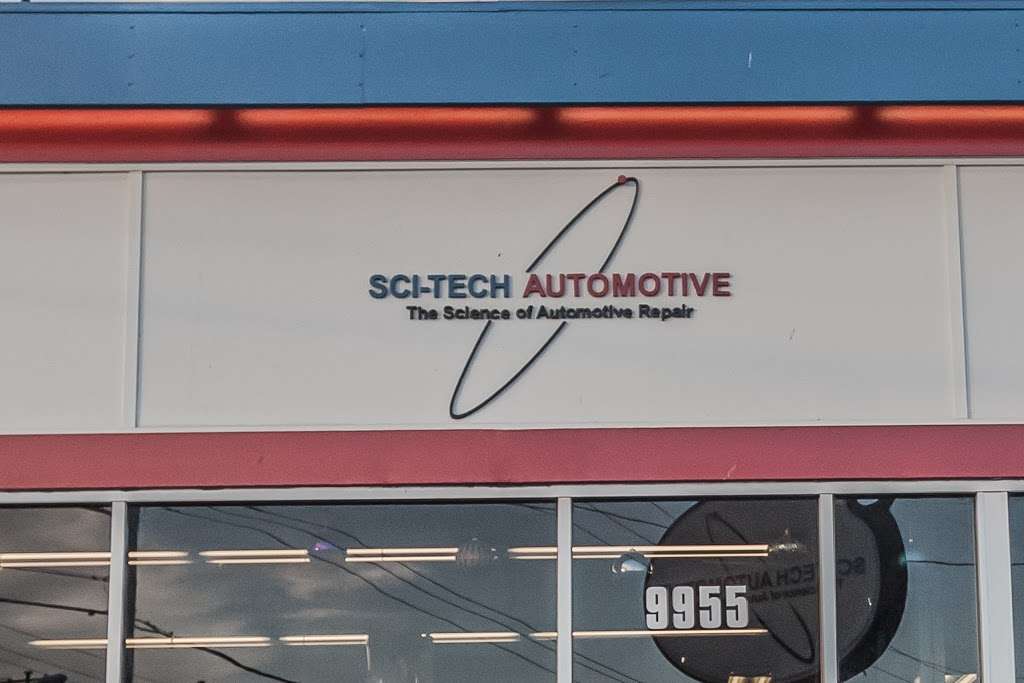 SCI-TECH AUTOMOTIVE
The Science of Automotive Repair
9955